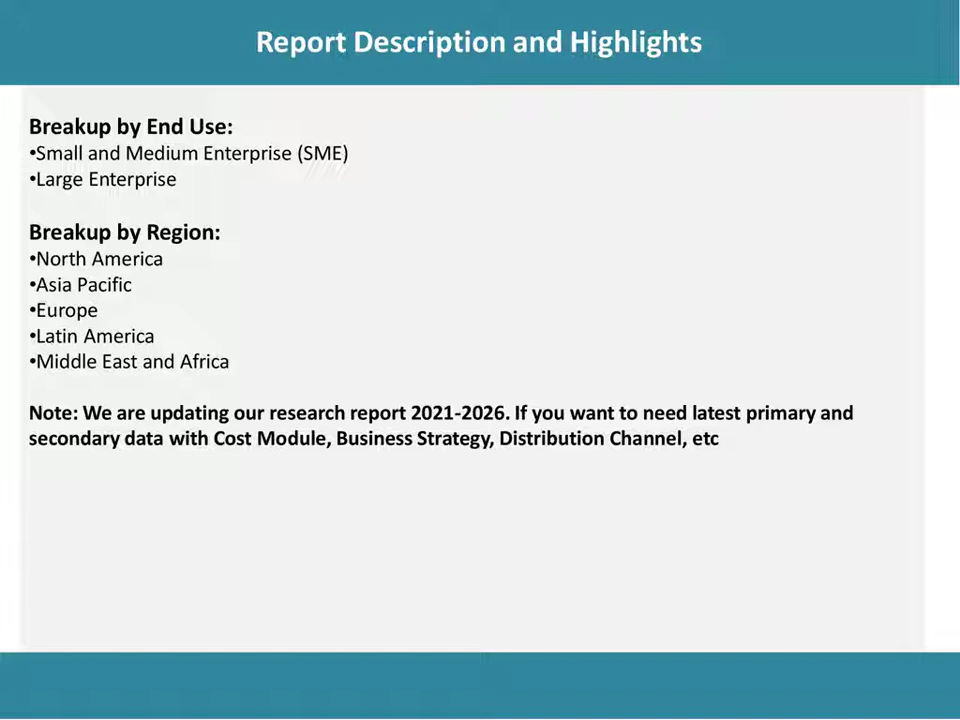 Report Description and Highlights
Breakup by End Use:
•Small and Medium Enterprise (SME)
•Large Enterprise
Breakup by Region:
•North America
•Asia Pacific
•Europe
•Latin America
•Middle East and Africa
Note: We are updating our research report 2021-2026. If you want to need latest primary and
secondary data with Cost Module, Business Strategy, Distribution Channel, etc